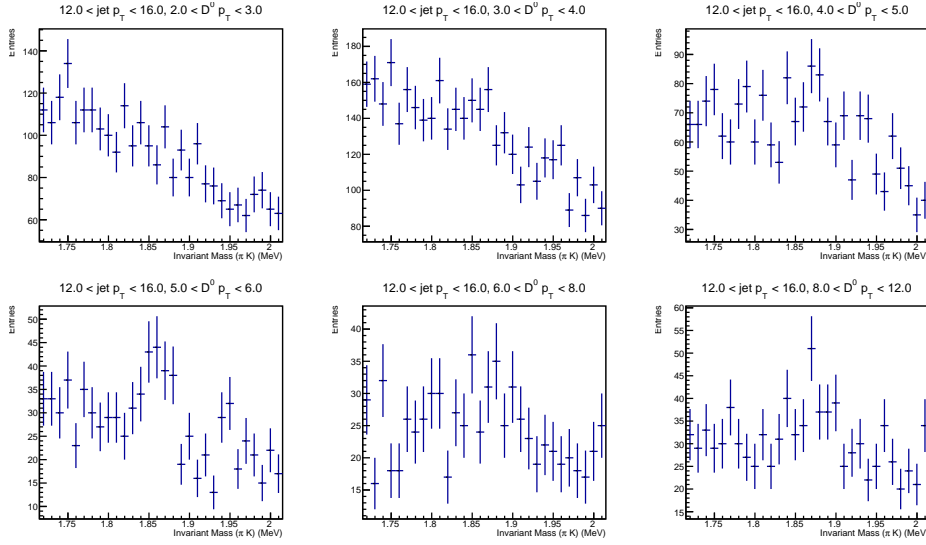 12.0 < jet p_T < 16.0, 2.0 < D^0 p_T < 3.0
Entries
140
120
100
80
60
1.75 1.8 1.85 1.9 1.95 2
Invariant Mass (π K) (MeV)
12.0 < jet p_T < 16.0, 3.0 < D^0 p_T < 4.0
Entries
180
160
140
120
100
80
1.75 1.8 1.85 1.9 1.95 2
Invariant Mass (π K) (MeV)
12.0 < jet p_T < 16.0, 4.0 < D^0 p_T < 5.0
Entries
90
80
70
60
50
40
30
1.75 1.8 1.85 1.9 1.95 2
Invariant Mass (π K) (MeV)
12.0 < jet p_T < 16.0, 5.0 < D^0 p_T < 6.0
Entries
50
45
40
35
30
25
20
15
10
1.75 1.8 1.85 1.9 1.95 2
Invariant Mass (π K) (MeV)
12.0 < jet p_T < 16.0, 6.0 < D^0 p_T < 8.0
Entries
40
35
30
25
20
15
1.75 1.8 1.85 1.9 1.95 2
Invariant Mass (π K) (MeV)
12.0 < jet p_T < 16.0, 8.0 < D^0 p_T < 12.0
Entries
60
55
50
45
40
35
30
25
20
15
1.75 1.8 1.85 1.9 1.95 2
Invariant Mass (π K) (MeV)